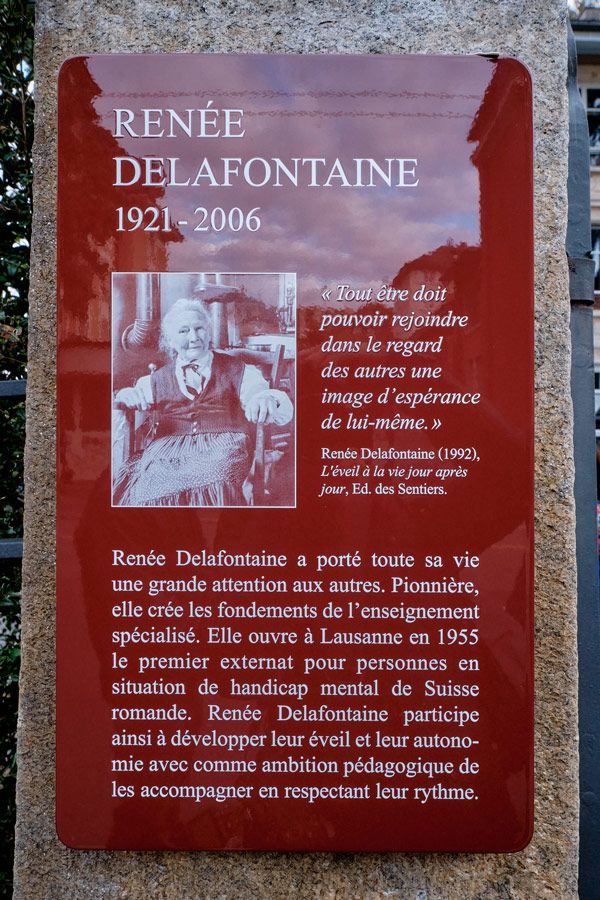 RENÉE
DELAFONTAINE
1921-2006
« Tout être doit
pouvoir rejoindre
dans le regard
des autres une
image d’espérance
de lui-même. »
Renée Delafontaine (1992),
L'éveil à la vie jour après
jour, Ed. des Sentiers.
Renée Delafontaine a porté toute sa vie
une grande attention aux autres. Pionnière,
elle crée les fondements de l’enseignement
spécialisé. Elle ouvre à Lausanne en 1955
le premier externat pour personnes en
situation de handicap mental de Suisse
romande. Renée Delafontaine participe
ainsi à développer leur éveil et leur autono-
mie avec comme ambition pédagogique de
les accompagner en respectant leur rythme.